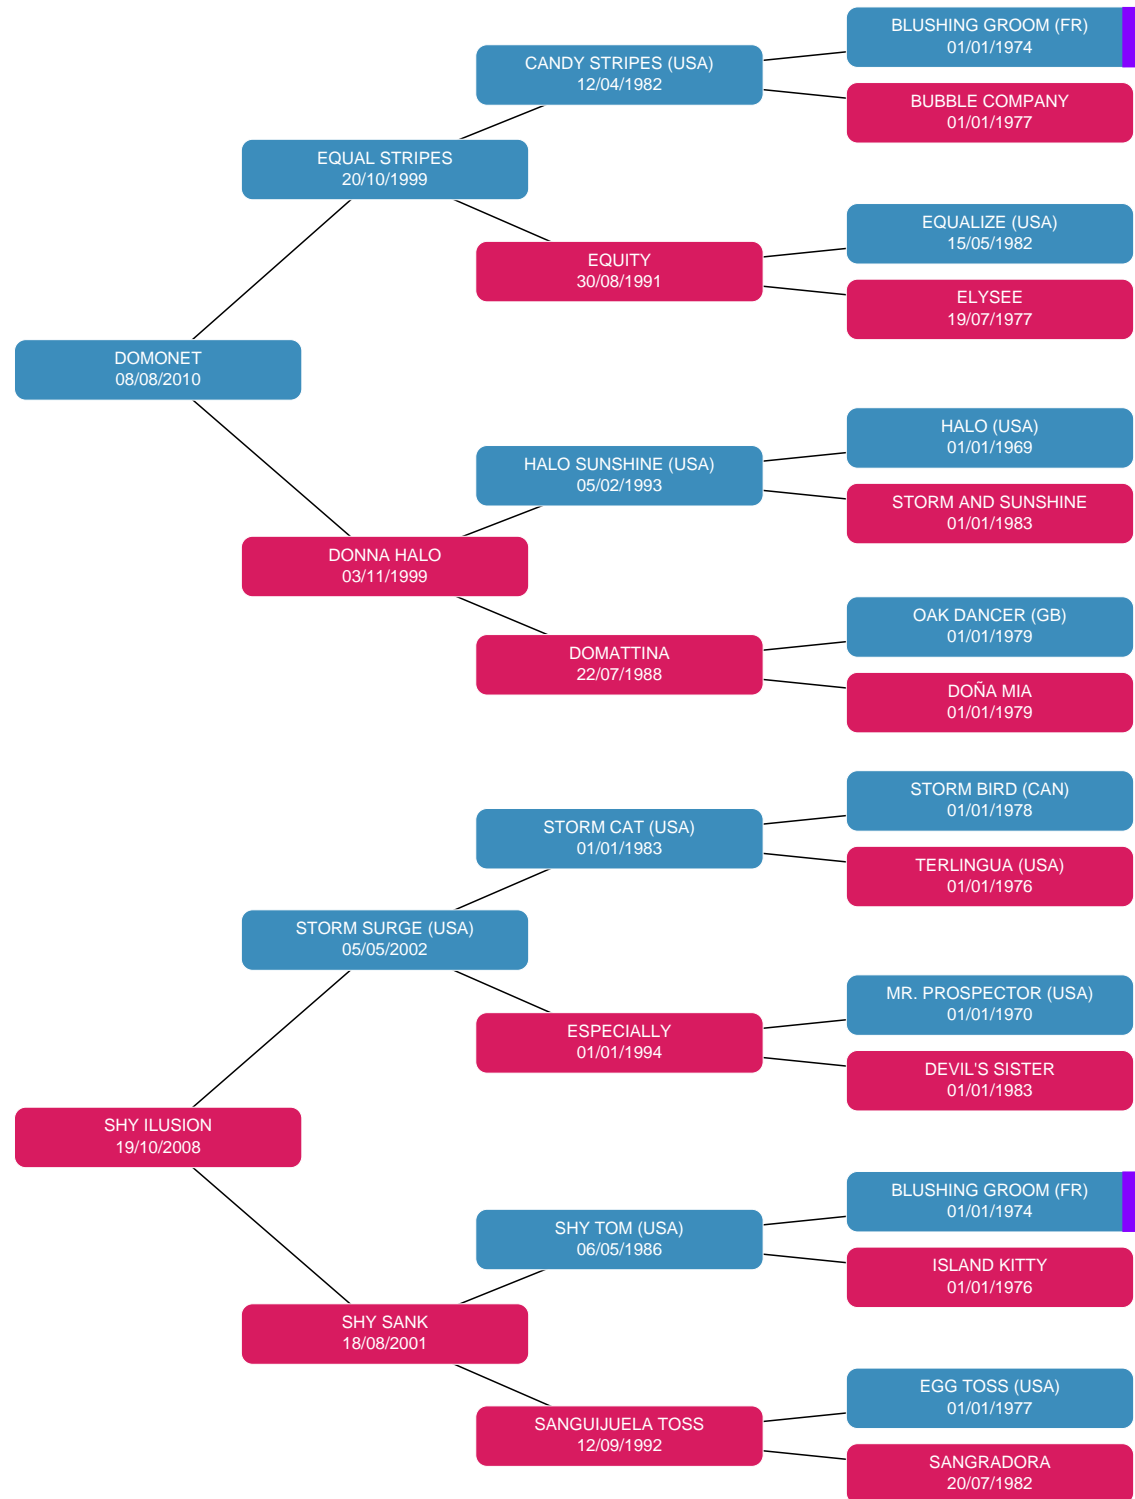 BLUSHING GROOM (FR)
01/01/1974
CANDY STRIPES (USA)
12/04/1982
BUBBLE COMPANY
01/01/1977
EQUAL STRIPES
20/10/1999
EQUALIZE (USA)
15/05/1982
EQUITY
30/08/1991
ELYSEE
19/07/1977
DOMONET
08/08/2010
HALO (USA)
01/01/1969
HALO SUNSHINE (USA)
05/02/1993
STORM AND SUNSHINE
01/01/1983
DONNA HALO
03/11/1999
OAK DANCER (GB)
01/01/1979
DOMATTINA
22/07/1988
DOÑA MIA
01/01/1979
STORM BIRD (CAN)
01/01/1978
STORM CAT (USA)
01/01/1983
TERLINGUA (USA)
01/01/1976
STORM SURGE (USA)
05/05/2002
MR. PROSPECTOR (USA)
01/01/1970
ESPECIALLY
01/01/1994
DEVIL'S SISTER
01/01/1983
SHY ILUSION
19/10/2008
BLUSHING GROOM (FR)
01/01/1974
SHY TOM (USA)
06/05/1986
ISLAND KITTY
01/01/1976
SHY SANK
18/08/2001
EGG TOSS (USA)
01/01/1977
SANGUIJUELA TOSS
12/09/1992
SANGRADORA
20/07/1982